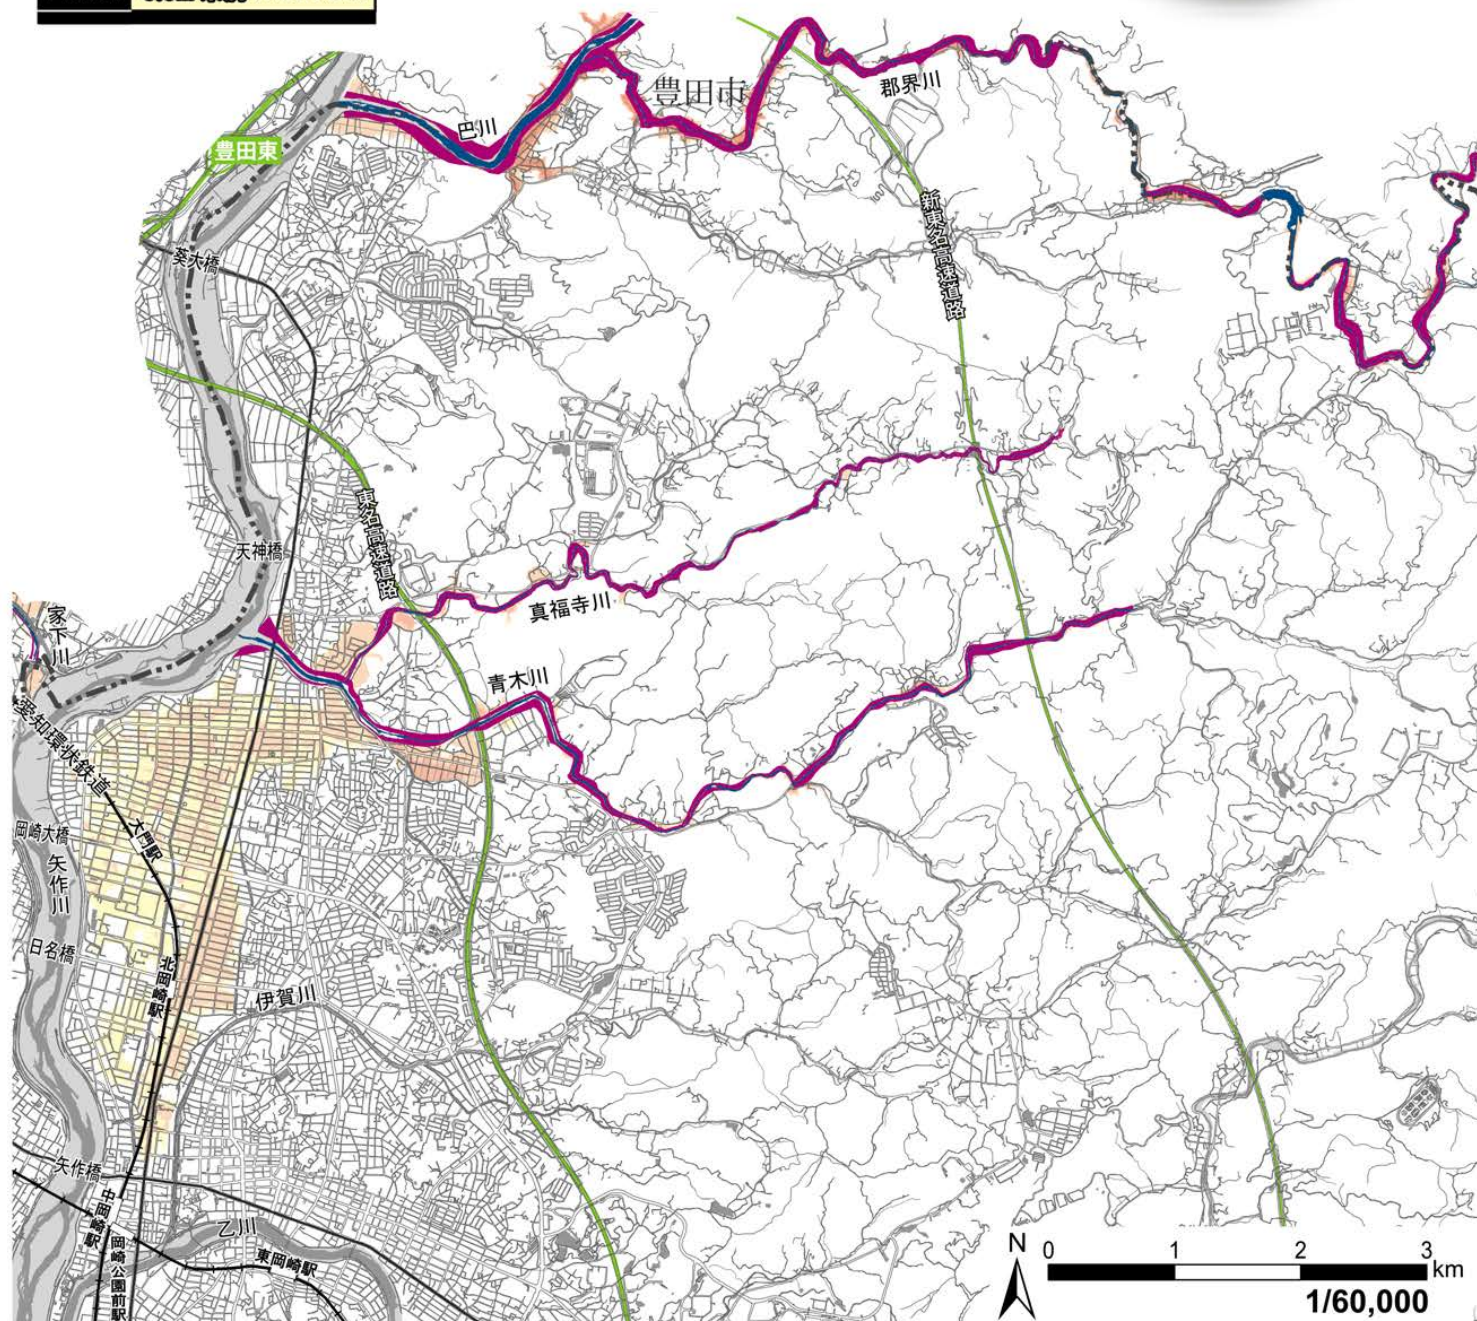 豊田市
郡界川
巴川
豊田東
新東名高速道路
葵大橋
東名高速道路
天神橋
真福寺川
家下川
青木川
愛知環状鉄道
大門駅
岡崎大橋
矢作川
日名橋
北岡崎駅
伊賀川
矢作橋
中岡崎駅
岡崎公園前駅
乙川
東岡崎駅
N
0 1 2 3 km
1/60,000